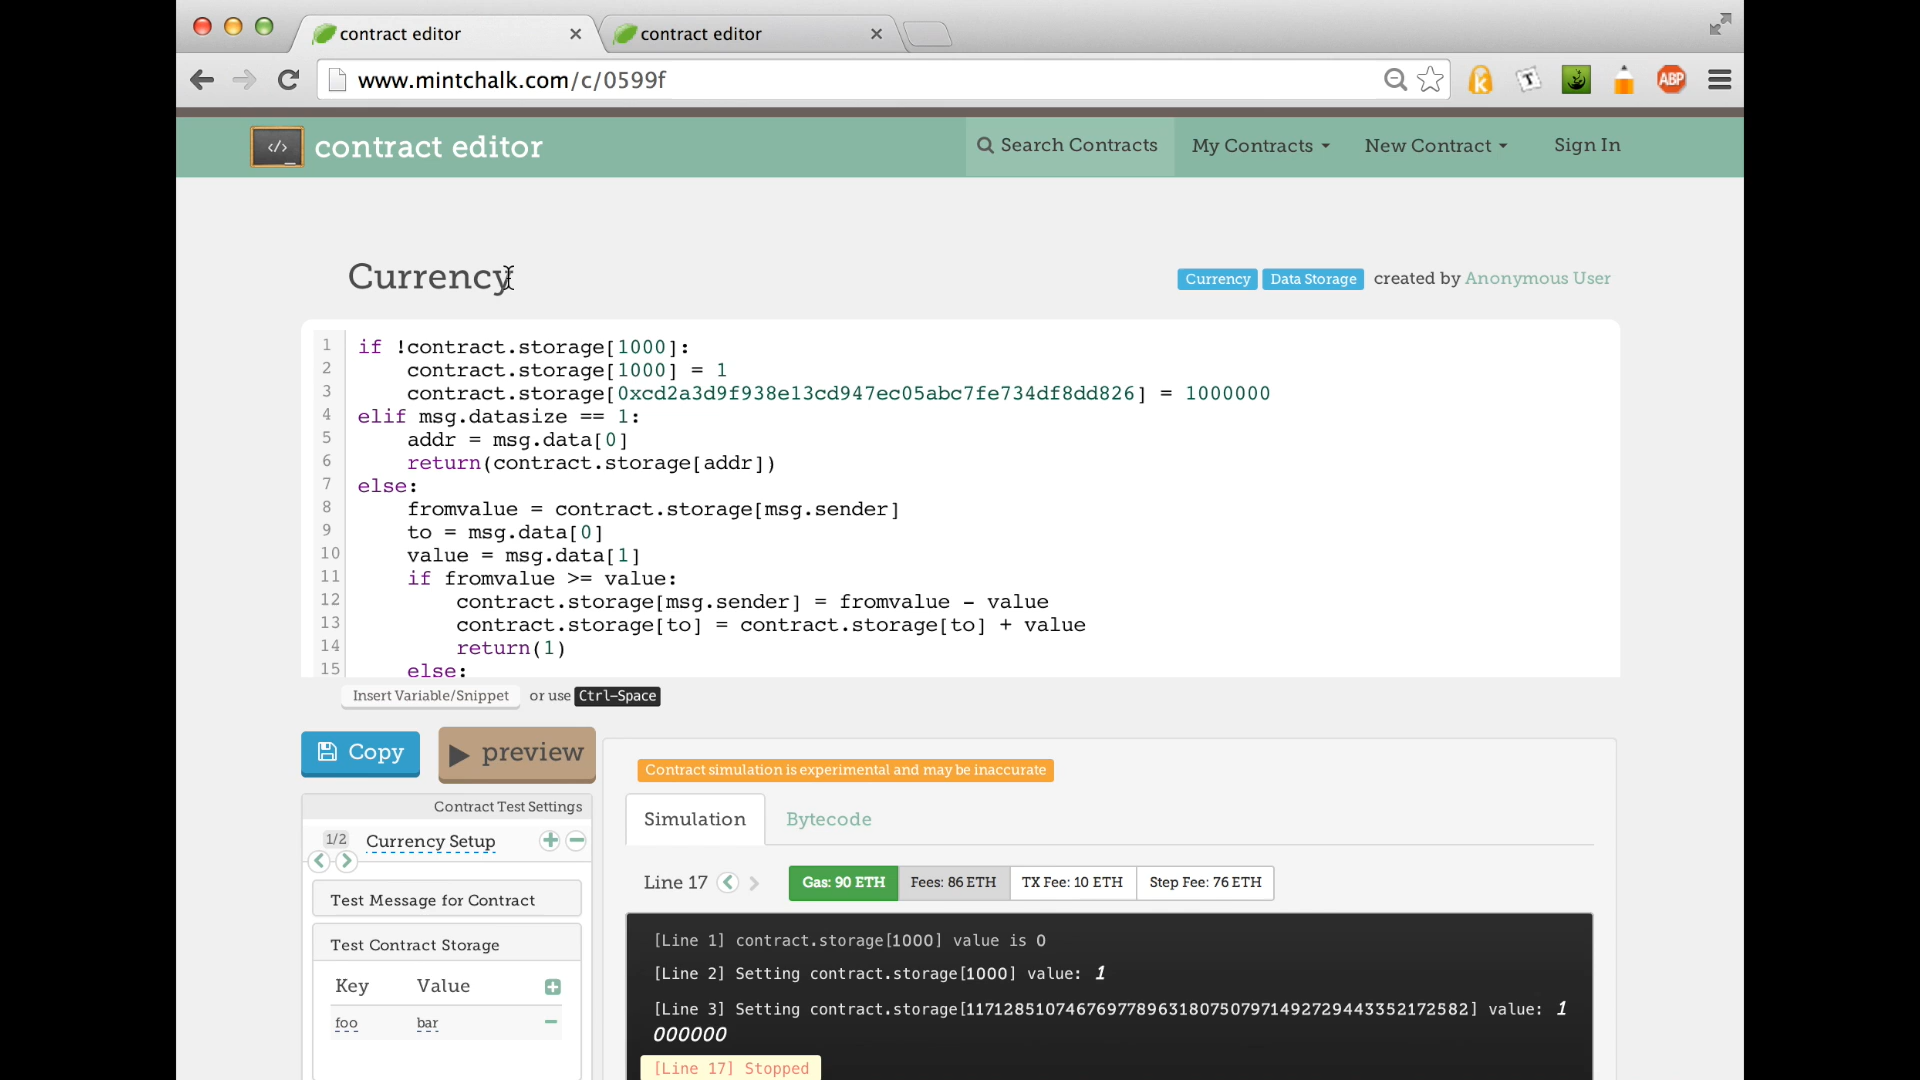 contract editor
contract editor
www.mintchalk.com/c/0599f
ABP
</>_ contract editor
Search Contracts
My Contracts
New Contract
Sign In
Currency
Currency
Data Storage
created by Anonymous User
1 if !contract.storage[1000]:
2 contract.storage[1000] = 1
3 contract.storage[0xcd2a3d9f938e13cd947ec05abc7fe734df8dd826] = 1000000
4 elif msg.datasize == 1:
5 addr = msg.data[0]
6 return(contract.storage[addr])
7 else:
8 fromvalue = contract.storage[msg.sender]
9 to = msg.data[0]
10 value = msg.data[1]
11 if fromvalue >= value:
12 contract.storage[msg.sender] = fromvalue - value
13 contract.storage[to] = contract.storage[to] + value
14 return(1)
15 else:
Insert Variable/Snippet or use Ctrl-Space
Copy
preview
Contract simulation is experimental and may be inaccurate
Contract Test Settings
1/2 Currency Setup
Test Message for Contract
Test Contract Storage
Key Value
foo bar
Simulation
Bytecode
Line 17
Gas: 90 ETH
Fees: 86 ETH
TX Fee: 10 ETH
Step Fee: 76 ETH
[Line 1] contract.storage[1000] value is 0
[Line 2] Setting contract.storage[1000] value: 1
[Line 3] Setting contract.storage[1171285107467697789631807507971492729443352172582] value: 1
000000
[Line 17] Stopped